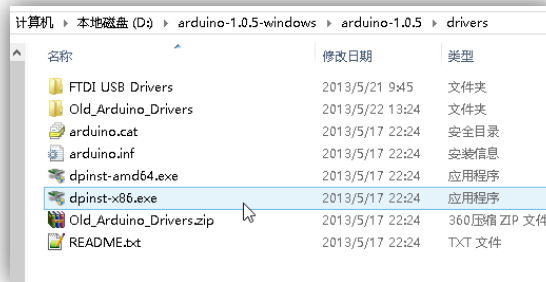 计算机 ▸ 本地磁盘 (D:) ▸ arduino-1.0.5-windows ▸ arduino-1.0.5 ▸ drivers
名称 修改日期 类型
FTDI USB Drivers 2013/5/21 9:45 文件夹
Old_Arduino_Drivers 2013/5/22 13:24 文件夹
arduino.cat 2013/5/17 22:24 安全目录
arduino.inf 2013/5/17 22:24 安装信息
dpinst-amd64.exe 2013/5/17 22:24 应用程序
dpinst-x86.exe 2013/5/17 22:24 应用程序
Old_Arduino_Drivers.zip 2013/5/17 22:24 360压缩 ZIP 文件
README.txt 2013/5/17 22:24 TXT 文件